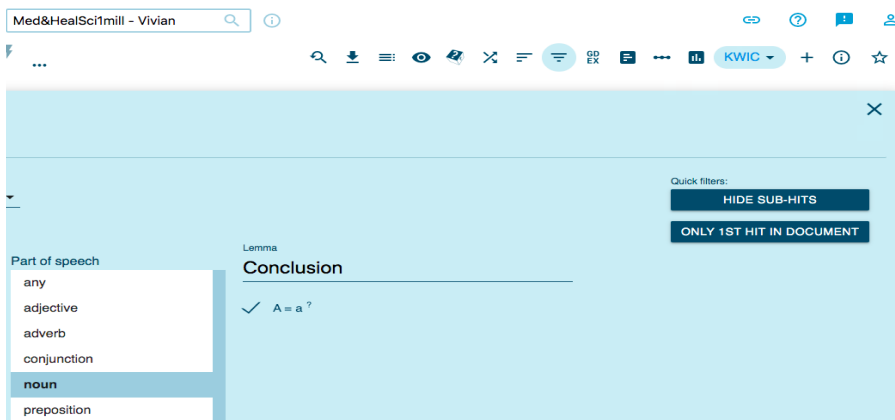 Med&HealSci1mill - Vivian
...
GD
EX
KWIC
Quick filters:
HIDE SUB-HITS
ONLY 1ST HIT IN DOCUMENT
Lemma
Conclusion
A = a ?
Part of speech
any
adjective
adverb
conjunction
noun
preposition